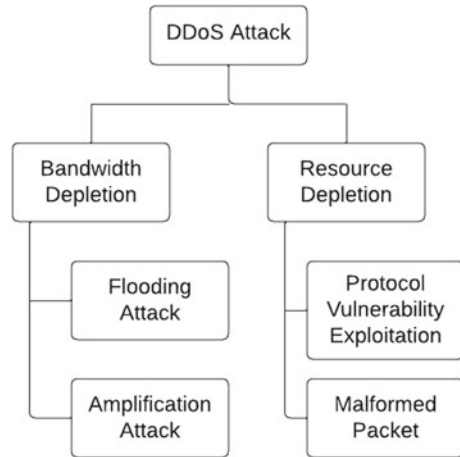 DDoS Attack
Bandwidth
Depletion
Resource
Depletion
Flooding
Attack
Protocol
Vulnerability
Exploitation
Amplification
Attack
Malformed
Packet